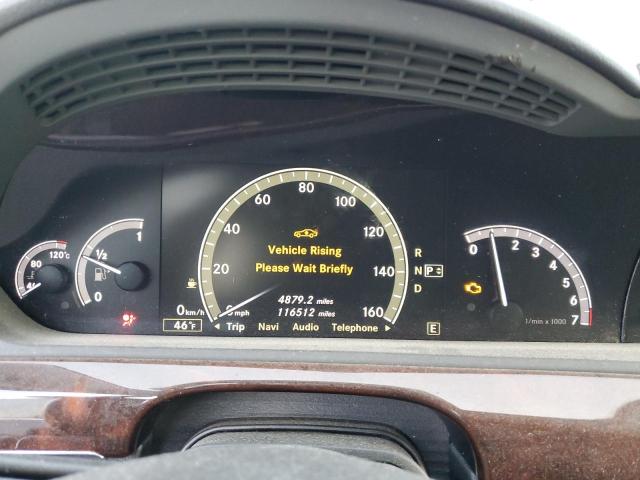 80 100
60 120
40 140
20 160
0 mph
Vehicle Rising
Please Wait Briefly
4879.2 miles
116512 miles
0 km/h
46°F
Trip Navi Audio Telephone
R
N P
D
E
120°C
80
1
½
0
0 1 2 3 4 5 6 7
1/min x 1000